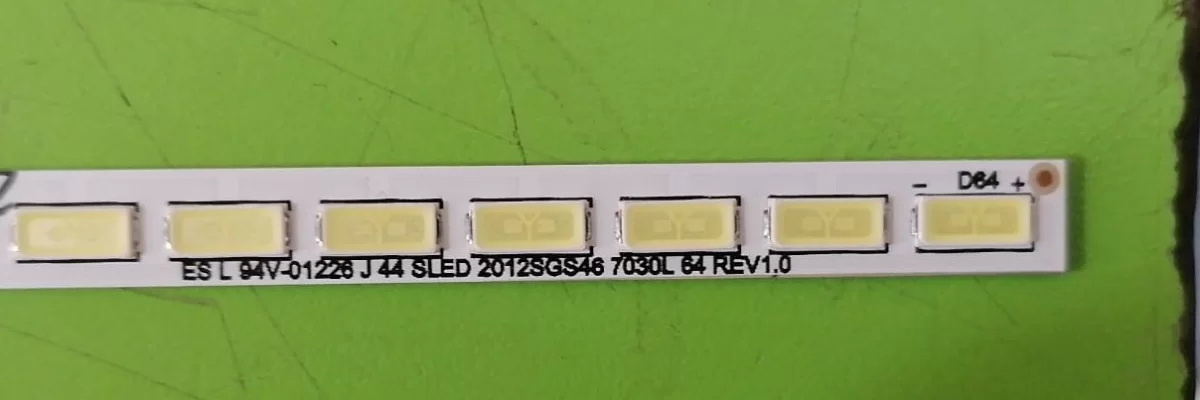 − D64 +
ES L 94V-01226 J 44 SLED 2012SGS46 7030L 64 REV1.0